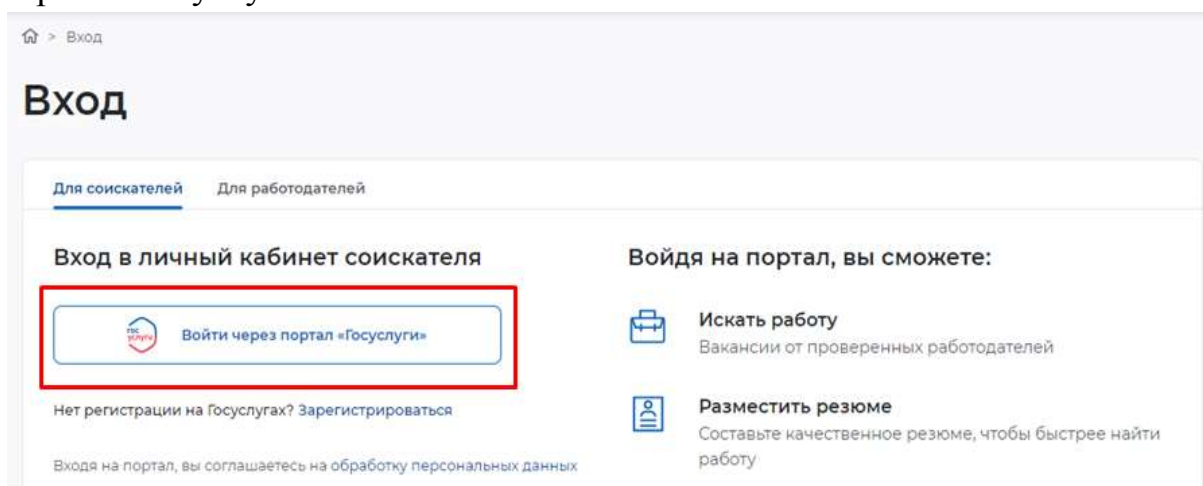 > Вход
Вход
Для соискателей Для работодателей
Вход в личный кабинет соискателя
госуслуги
Войти через портал «Госуслуги»
Нет регистрации на Госуслугах? Зарегистрироваться
Входя на портал, вы соглашаетесь на обработку персональных данных
Войдя на портал, вы сможете:
Искать работу
Вакансии от проверенных работодателей
Разместить резюме
Составьте качественное резюме, чтобы быстрее найти
работу